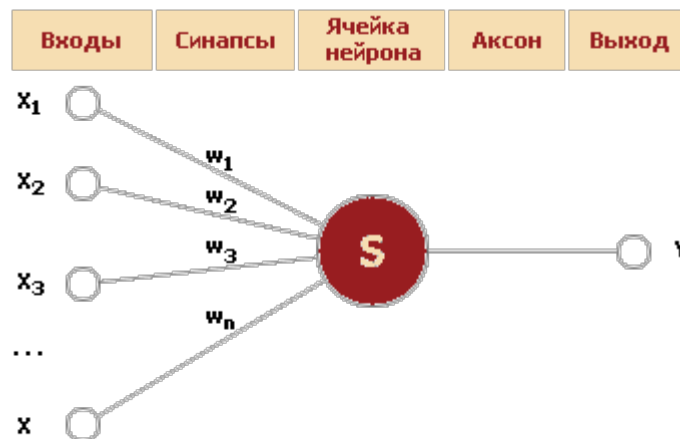 Входы
Синапсы
Ячейка
нейрона
Аксон
Выход
X1
w1
X2
w2
w3
X3
S
wn
...
X